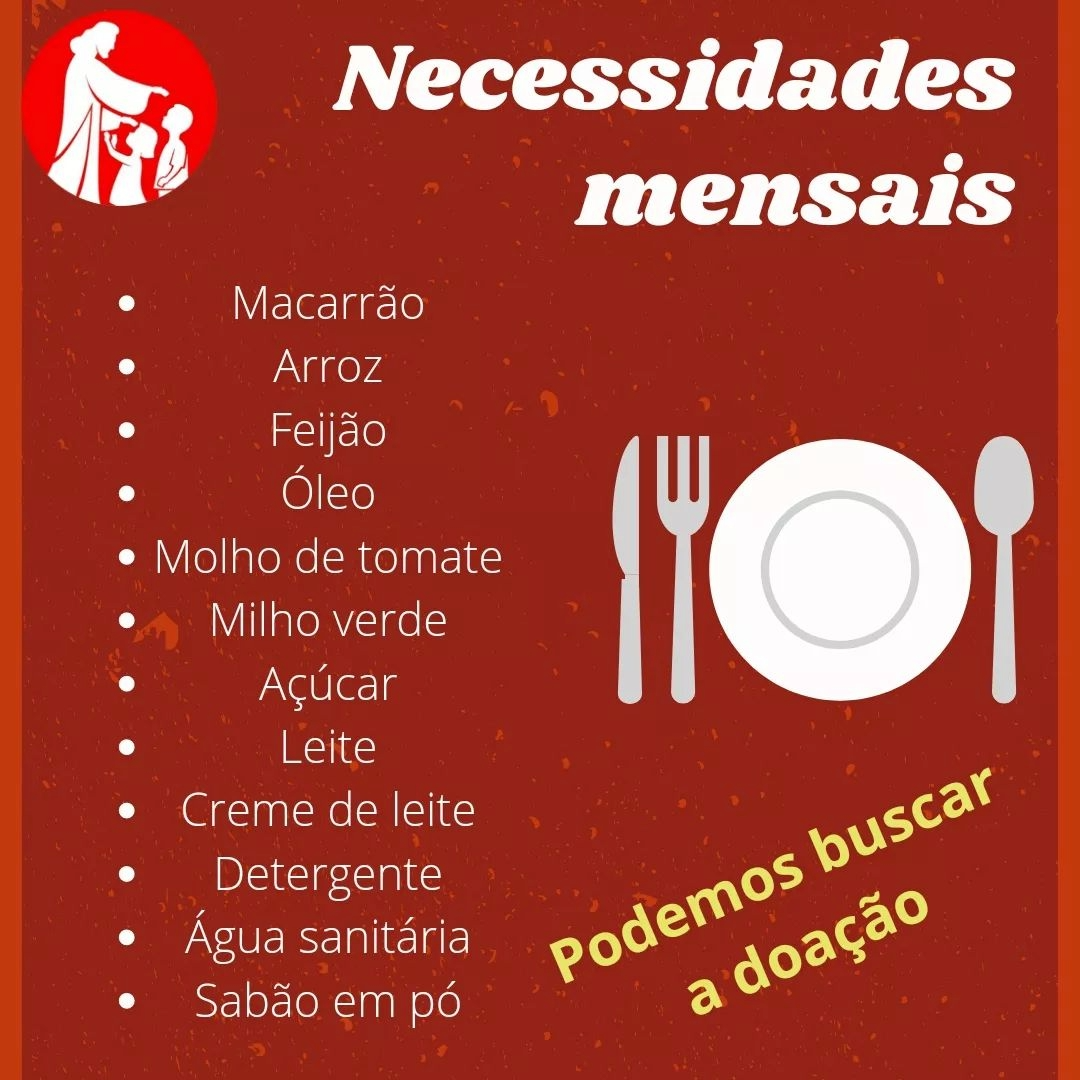 Necessidades
mensais
• Macarrão
• Arroz
• Feijão
• Óleo
• Molho de tomate
• Milho verde
• Açúcar
• Leite
• Creme de leite
• Detergente
• Água sanitária
• Sabão em pó
Podemos buscar
a doação